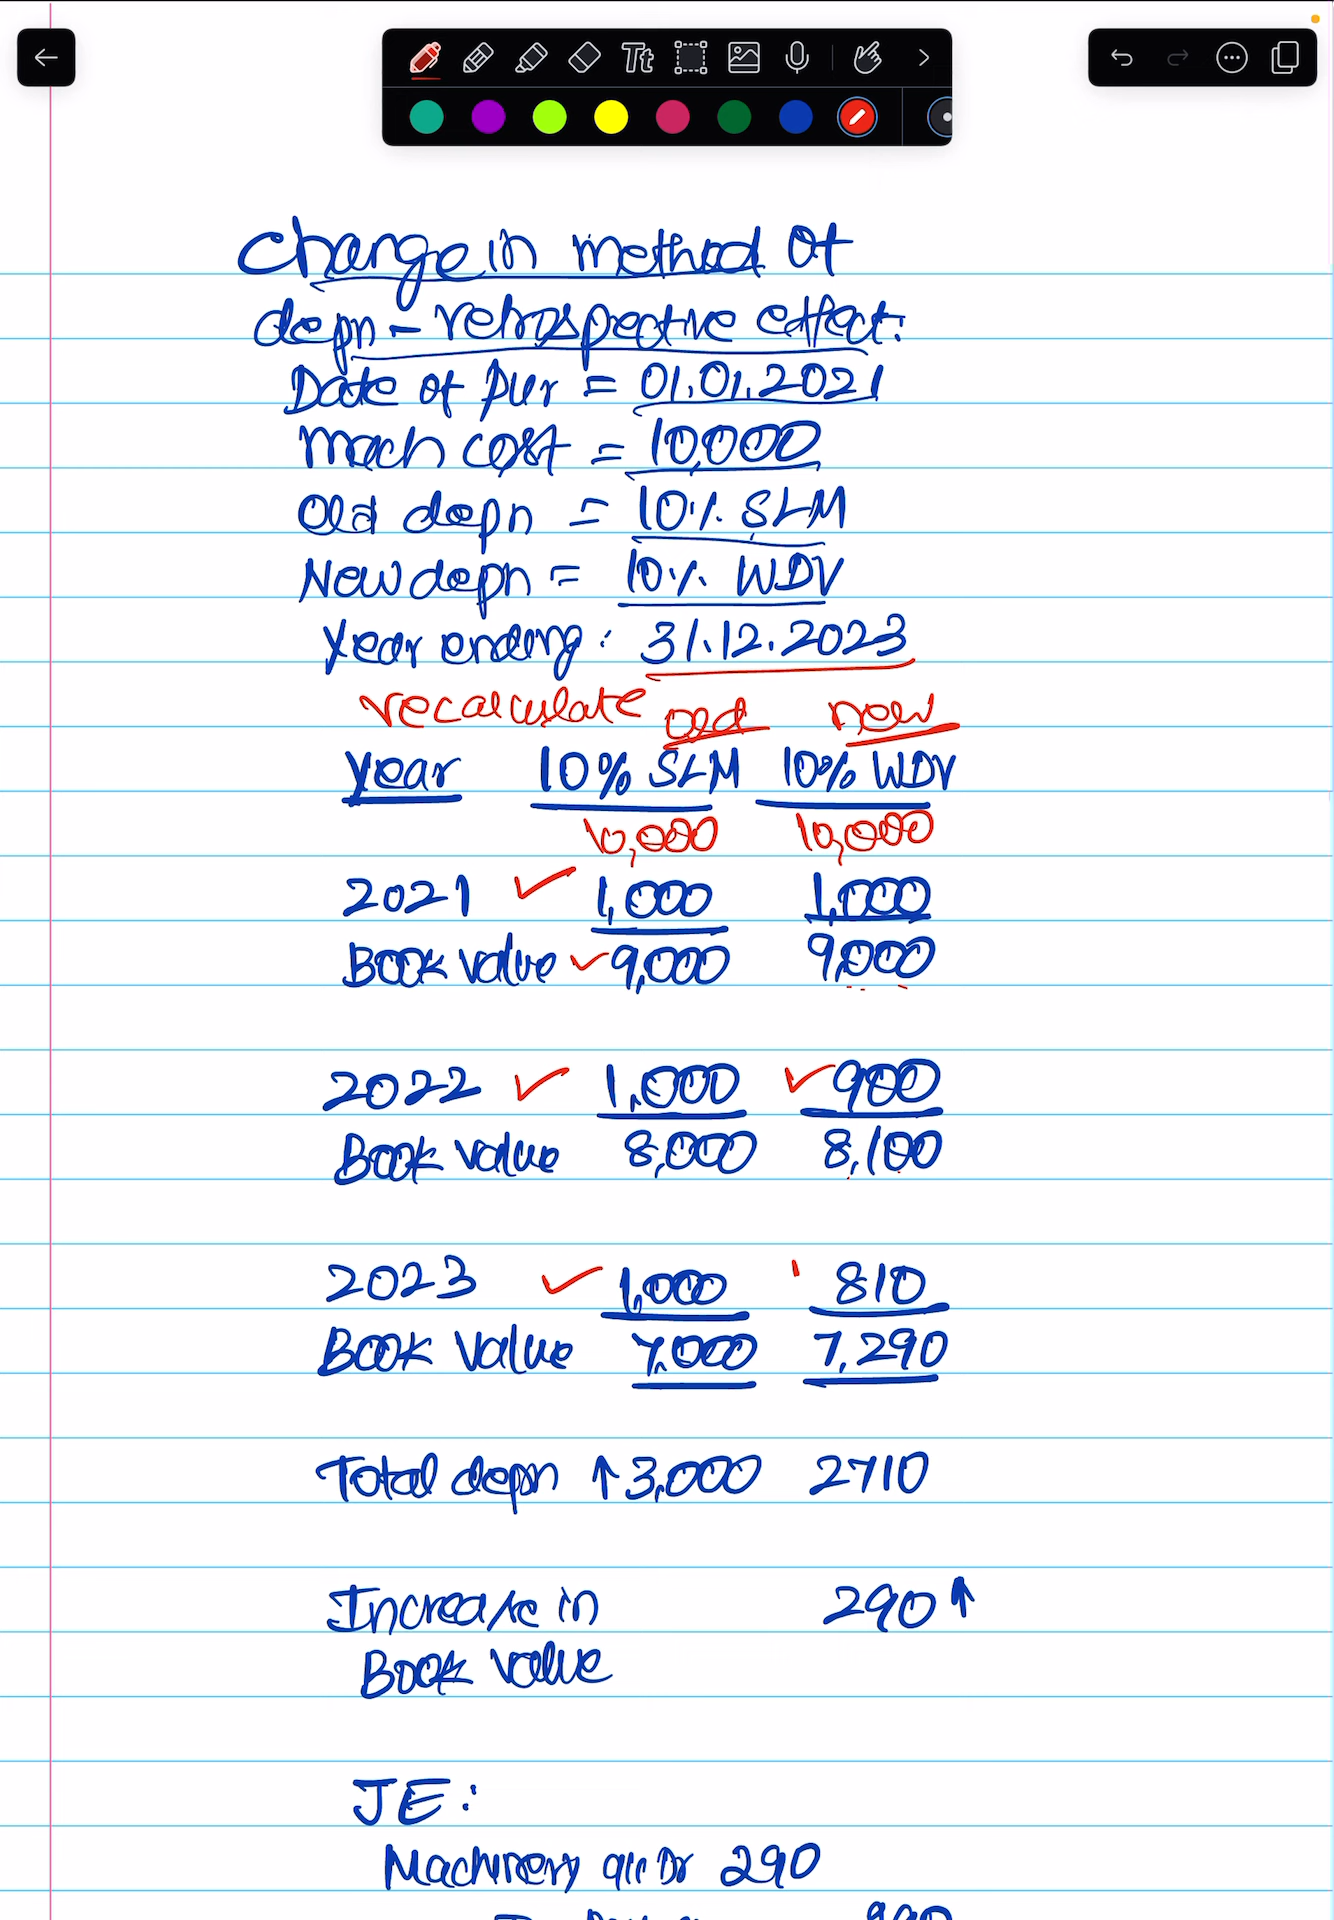 Tt
Change in method of
depn - retrospective effect:
Date of pur = 01.01.2021
Mach cost = 10,000
Old depn = 10% SLM
New depn = 10% WDV
Year ending : 31.12.2023
recalculate old new
Year 10% SLM 10% WDV
10,000 10,000
2021 ✓ 1,000 1,000
Book value ✓ 9,000 9,000
2022 ✓ 1,000 ✓ 900
Book value 8,000 8,100
2023 ✓ 1,000 810
Book value 7,000 7,290
Total depn ↑ 3,000 2710
Increase in 290 ↑
Book value
JE :
Machinery a/c Dr 290